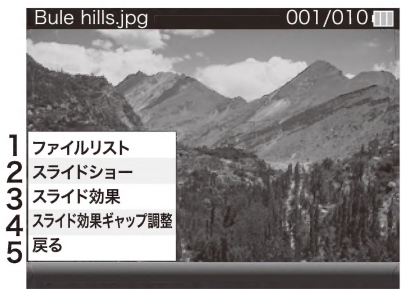 Bule hills.jpg 001/010
1 ファイルリスト
2 スライドショー
3 スライド効果
4 スライド効果ギャップ調整
5 戻る